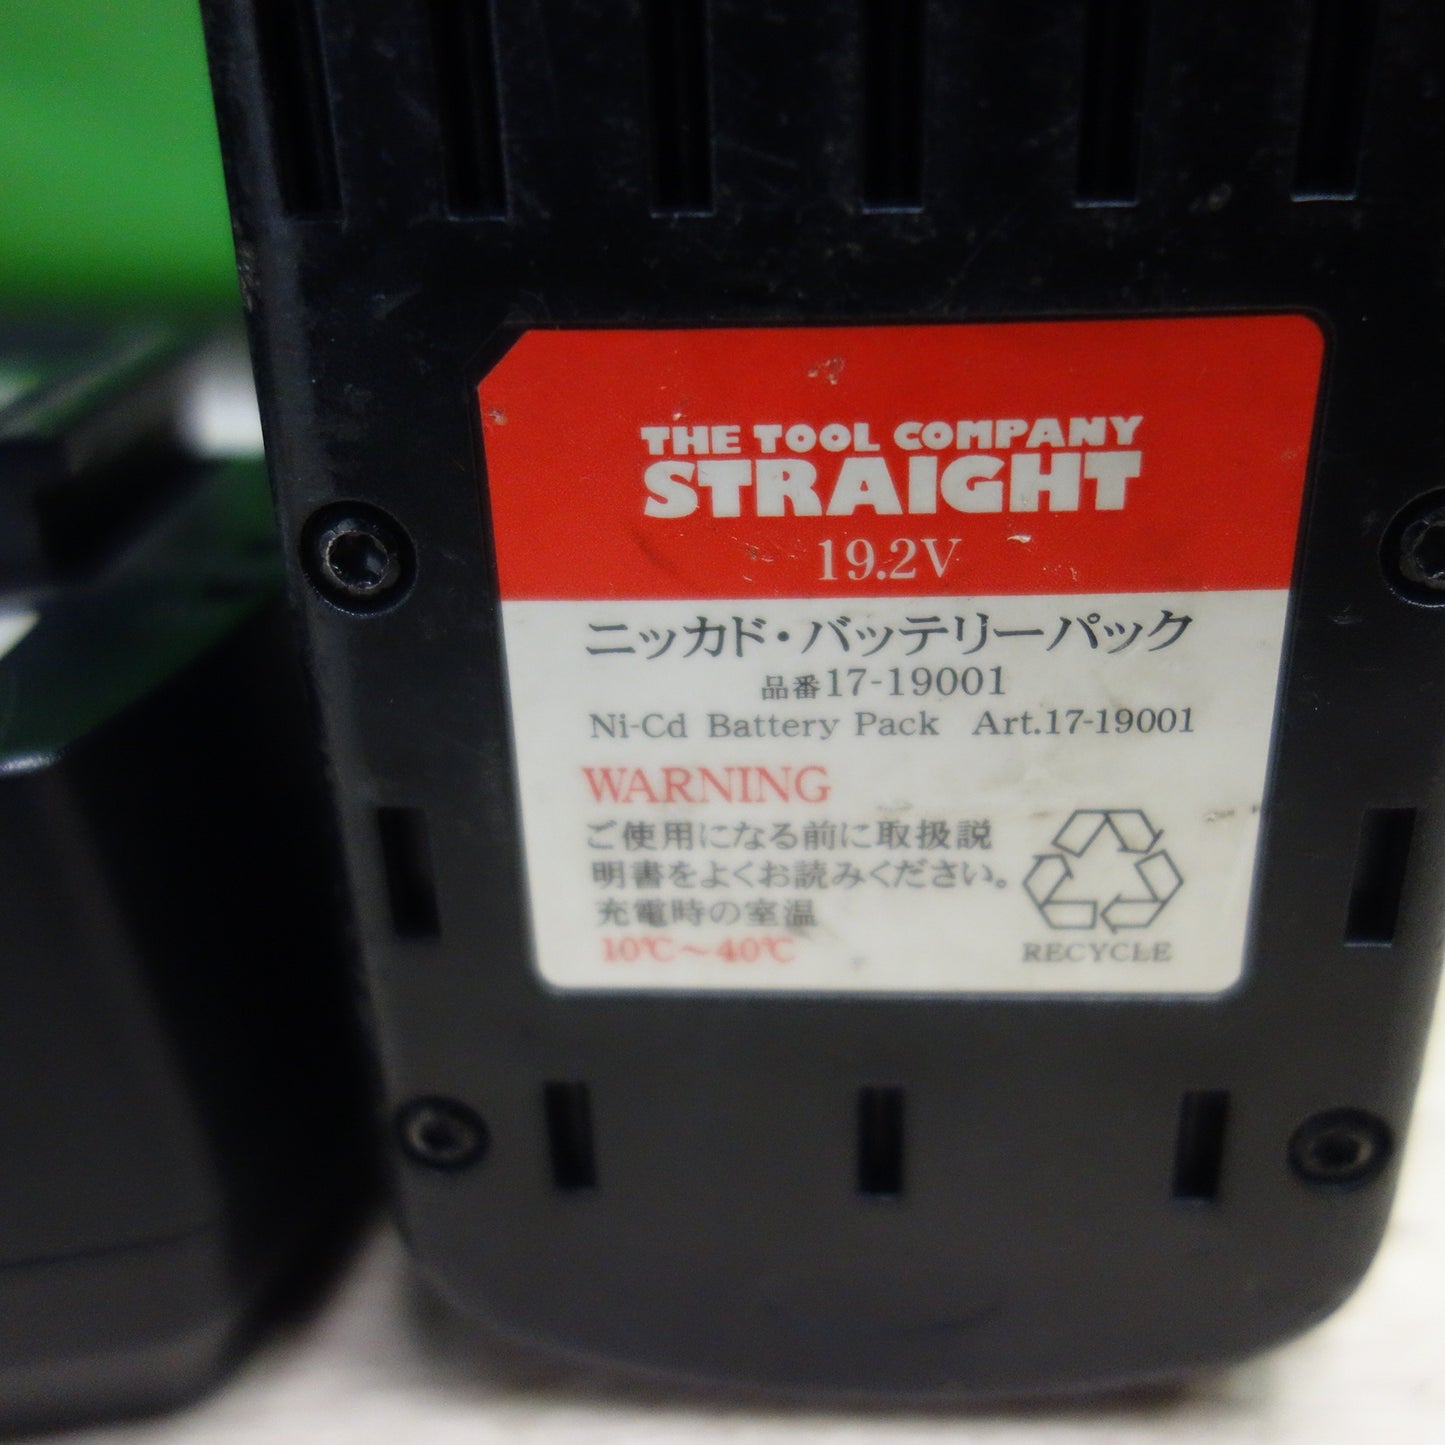 THE TOOL COMPANY
STRAIGHT
19.2V
ニッカド・バッテリーパック
品番17-19001
Ni-Cd Battery Pack Art.17-19001
WARNING
ご使用になる前に取扱説
明書をよくお読みください。
充電時の室温
10℃～40℃
RECYCLE